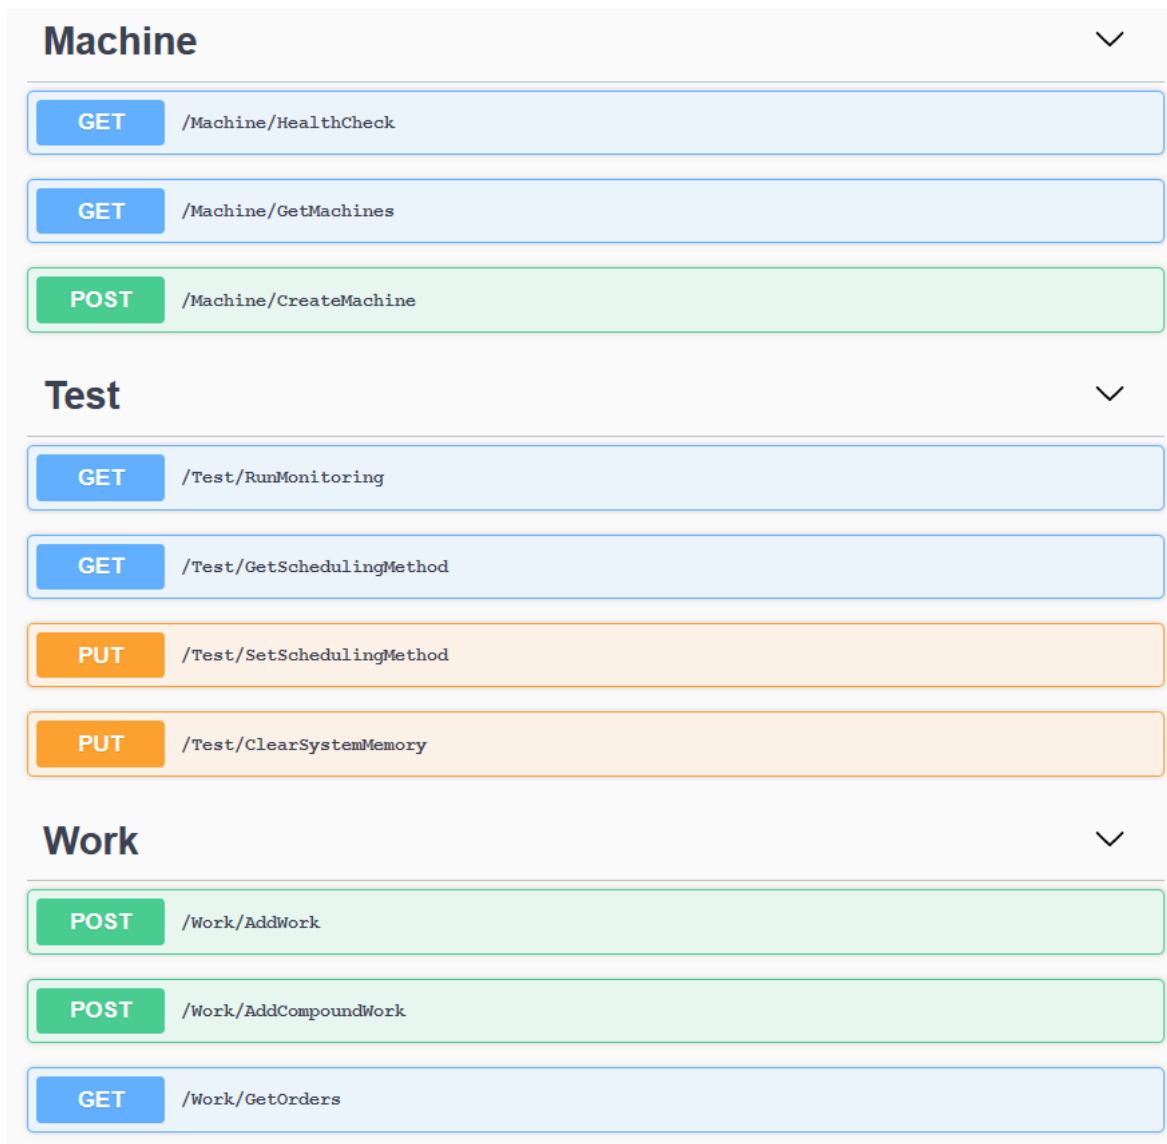 Machine
GET /Machine/HealthCheck
GET /Machine/GetMachines
POST /Machine/CreateMachine
Test
GET /Test/RunMonitoring
GET /Test/GetSchedulingMethod
PUT /Test/SetSchedulingMethod
PUT /Test/ClearSystemMemory
Work
POST /Work/AddWork
POST /Work/AddCompoundWork
GET /Work/GetOrders